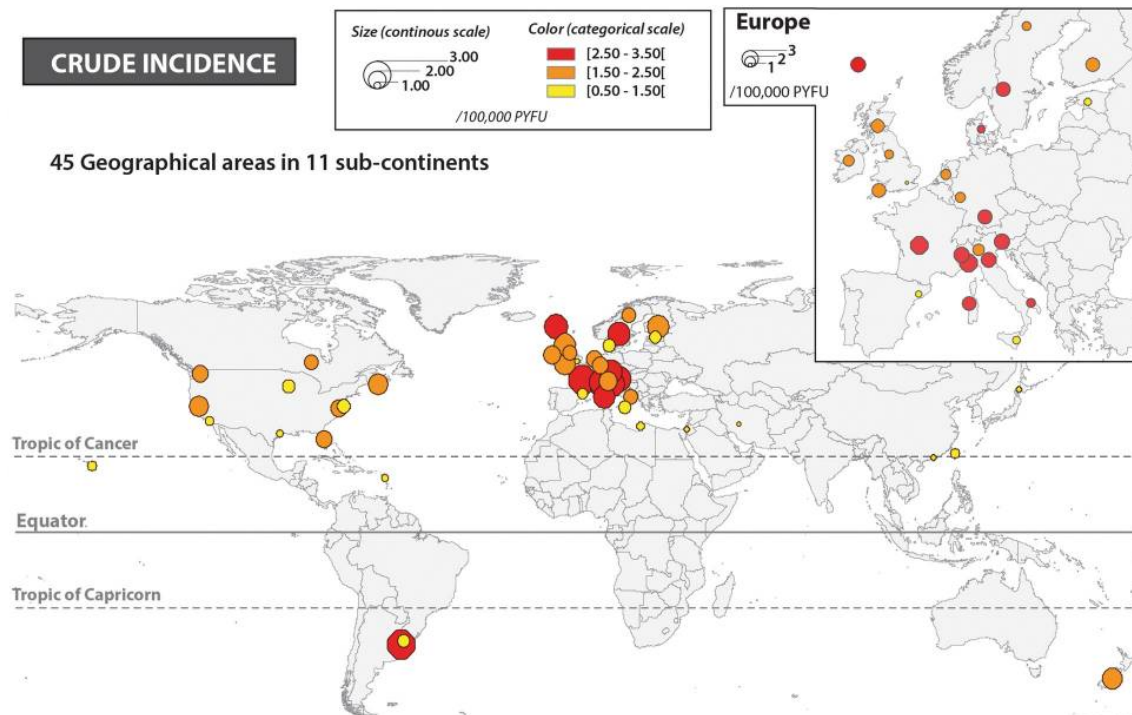 CRUDE INCIDENCE
Size (continous scale)
3.00
2.00
1.00
Color (categorical scale)
[2.50 - 3.50[
[1.50 - 2.50[
[0.50 - 1.50[
/100,000 PYFU
Europe
3
2
1
/100,000 PYFU
45 Geographical areas in 11 sub-continents
Tropic of Cancer
Equator
Tropic of Capricorn